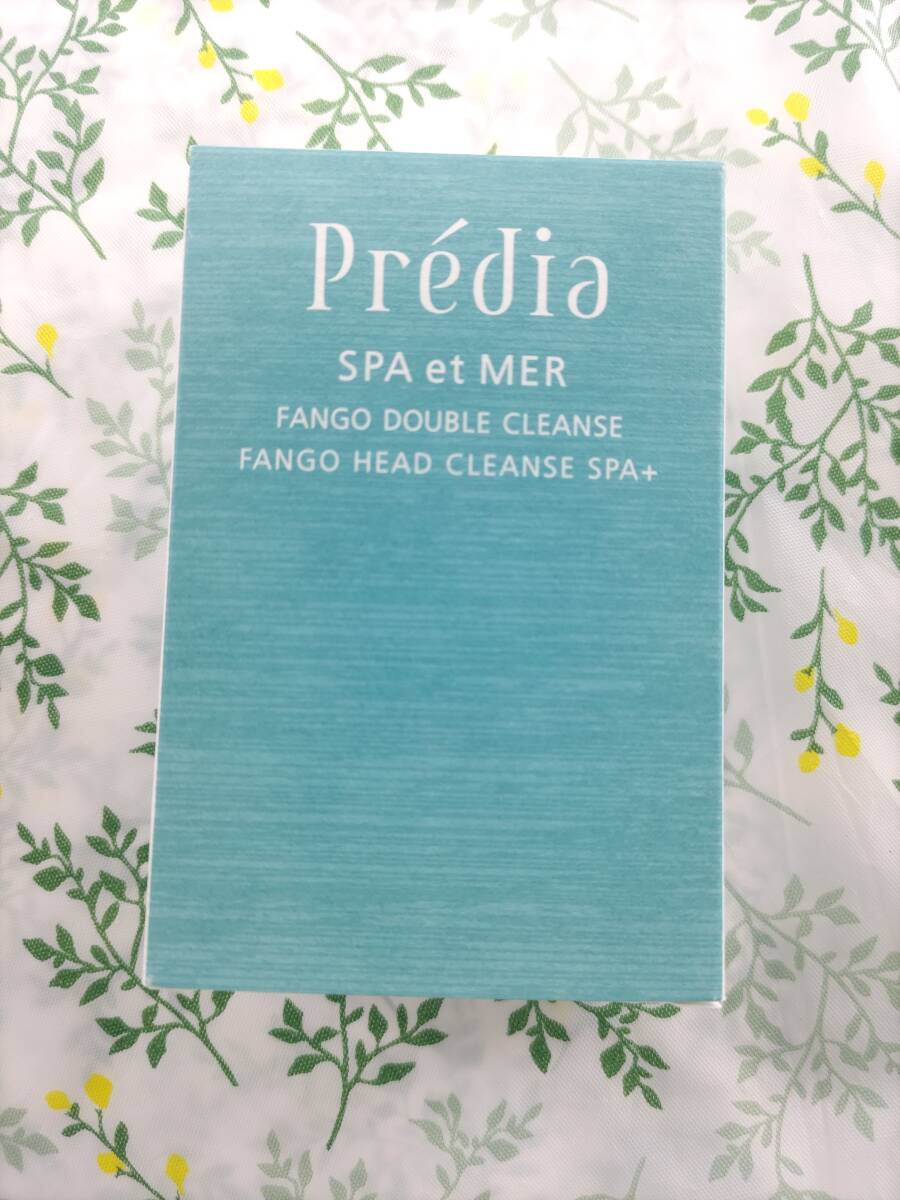 Prédia
SPA et MER
FANGO DOUBLE CLEANSE
FANGO HEAD CLEANSE SPA+